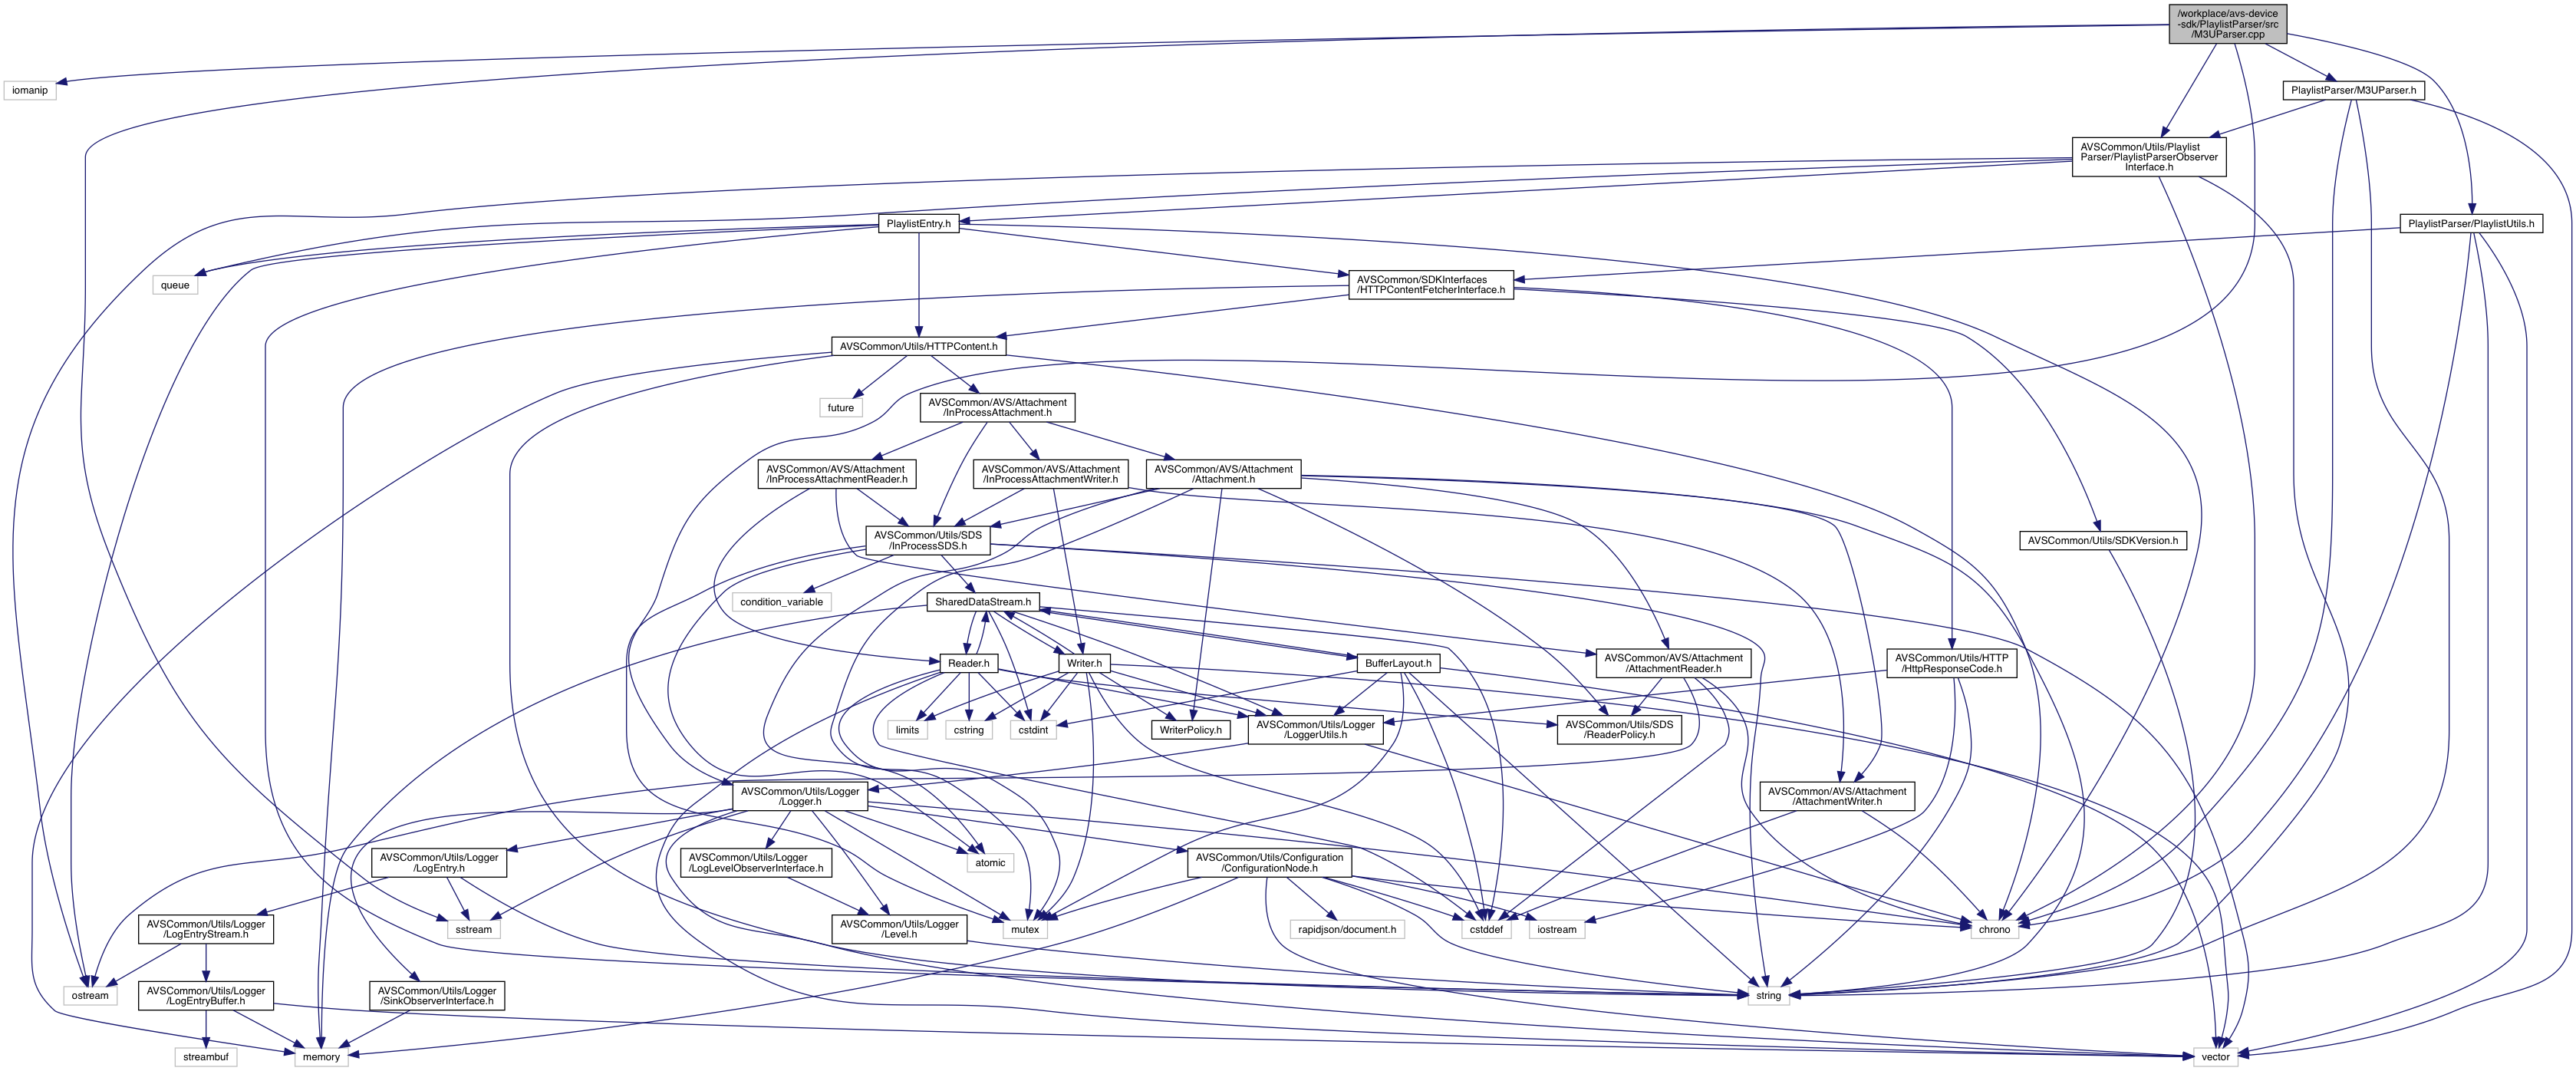 /workplace/avs-device
-sdk/PlaylistParser/src
/M3UParser.cpp
iomanip
PlaylistParser/M3UParser.h
AVSCommon/Utils/Playlist
Parser/PlaylistParserObserver
Interface.h
PlaylistEntry.h
PlaylistParser/PlaylistUtils.h
queue
AVSCommon/SDKInterfaces
/HTTPContentFetcherInterface.h
AVSCommon/Utils/HTTPContent.h
future
AVSCommon/AVS/Attachment
/InProcessAttachment.h
AVSCommon/AVS/Attachment
/InProcessAttachmentReader.h
AVSCommon/AVS/Attachment
/InProcessAttachmentWriter.h
AVSCommon/AVS/Attachment
/Attachment.h
AVSCommon/Utils/SDS
/InProcessSDS.h
AVSCommon/Utils/SDKVersion.h
condition_variable
SharedDataStream.h
Reader.h
Writer.h
BufferLayout.h
AVSCommon/AVS/Attachment
/AttachmentReader.h
AVSCommon/Utils/HTTP
/HttpResponseCode.h
limits
cstring
cstdint
WriterPolicy.h
AVSCommon/Utils/Logger
/LoggerUtils.h
AVSCommon/Utils/SDS
/ReaderPolicy.h
AVSCommon/Utils/Logger
/Logger.h
AVSCommon/AVS/Attachment
/AttachmentWriter.h
AVSCommon/Utils/Logger
/LogEntry.h
AVSCommon/Utils/Logger
/LogLevelObserverInterface.h
atomic
AVSCommon/Utils/Configuration
/ConfigurationNode.h
AVSCommon/Utils/Logger
/LogEntryStream.h
sstream
AVSCommon/Utils/Logger
/Level.h
mutex
rapidjson/document.h
cstddef
iostream
chrono
ostream
AVSCommon/Utils/Logger
/LogEntryBuffer.h
AVSCommon/Utils/Logger
/SinkObserverInterface.h
string
streambuf
memory
vector